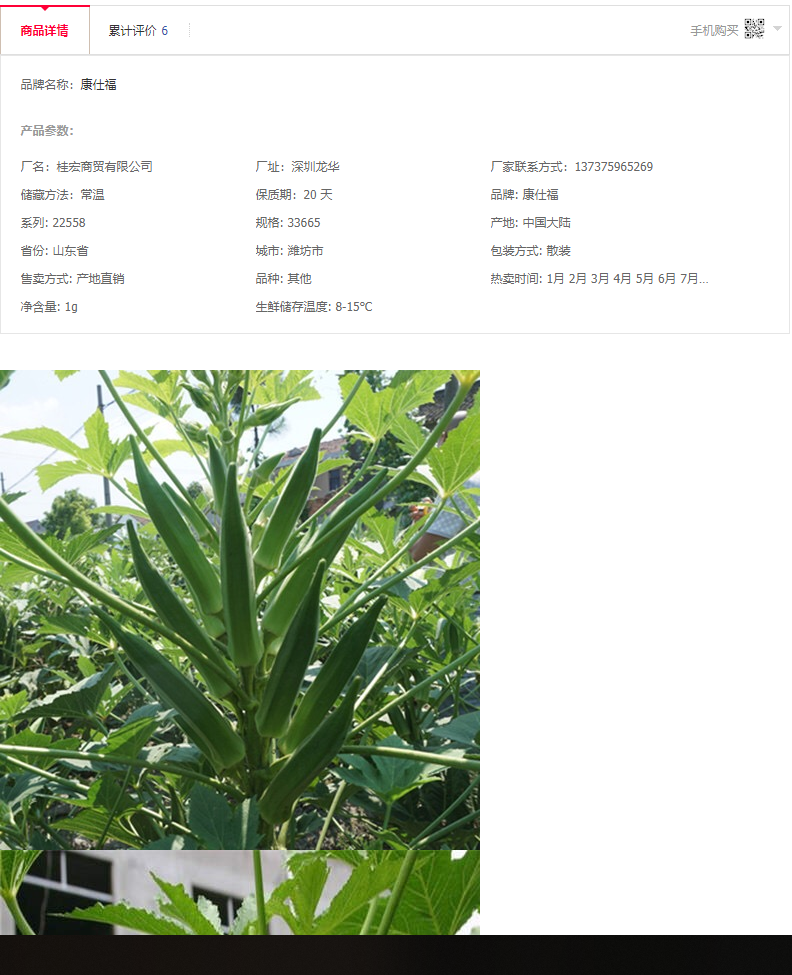 商品详情 累计评价 6 手机购买
品牌名称：康仕福
产品参数：
厂名：桂宏商贸有限公司 厂址：深圳龙华 厂家联系方式：137375965269
储藏方法：常温 保质期：20 天 品牌: 康仕福
系列: 22558 规格: 33665 产地: 中国大陆
省份: 山东省 城市: 潍坊市 包装方式: 散装
售卖方式: 产地直销 品种: 其他 热卖时间: 1月 2月 3月 4月 5月 6月 7月...
净含量: 1g 生鲜储存温度: 8-15℃